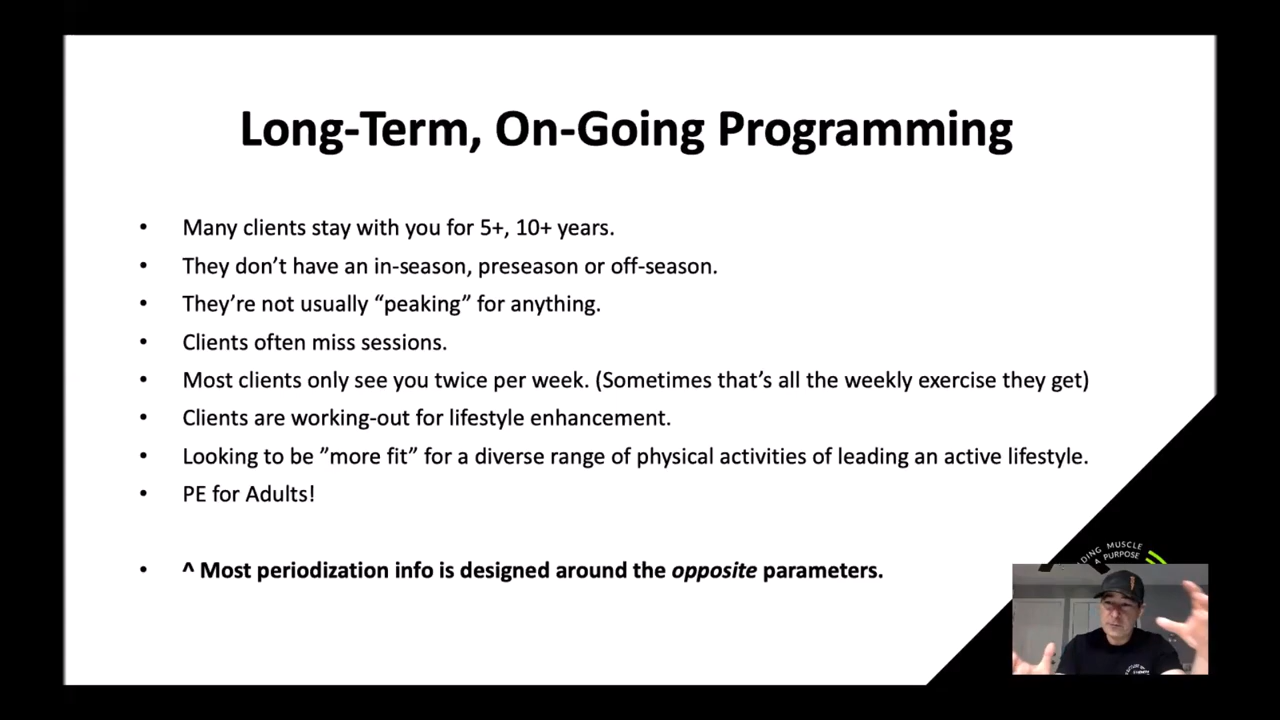 Long-Term, On-Going Programming
• Many clients stay with you for 5+, 10+ years.
• They don’t have an in-season, preseason or off-season.
• They’re not usually “peaking” for anything.
• Clients often miss sessions.
• Most clients only see you twice per week. (Sometimes that’s all the weekly exercise they get)
• Clients are working-out for lifestyle enhancement.
• Looking to be ”more fit” for a diverse range of physical activities of leading an active lifestyle.
• PE for Adults!
• ^ Most periodization info is designed around the opposite parameters.
MUSCLE
A PURPOSE